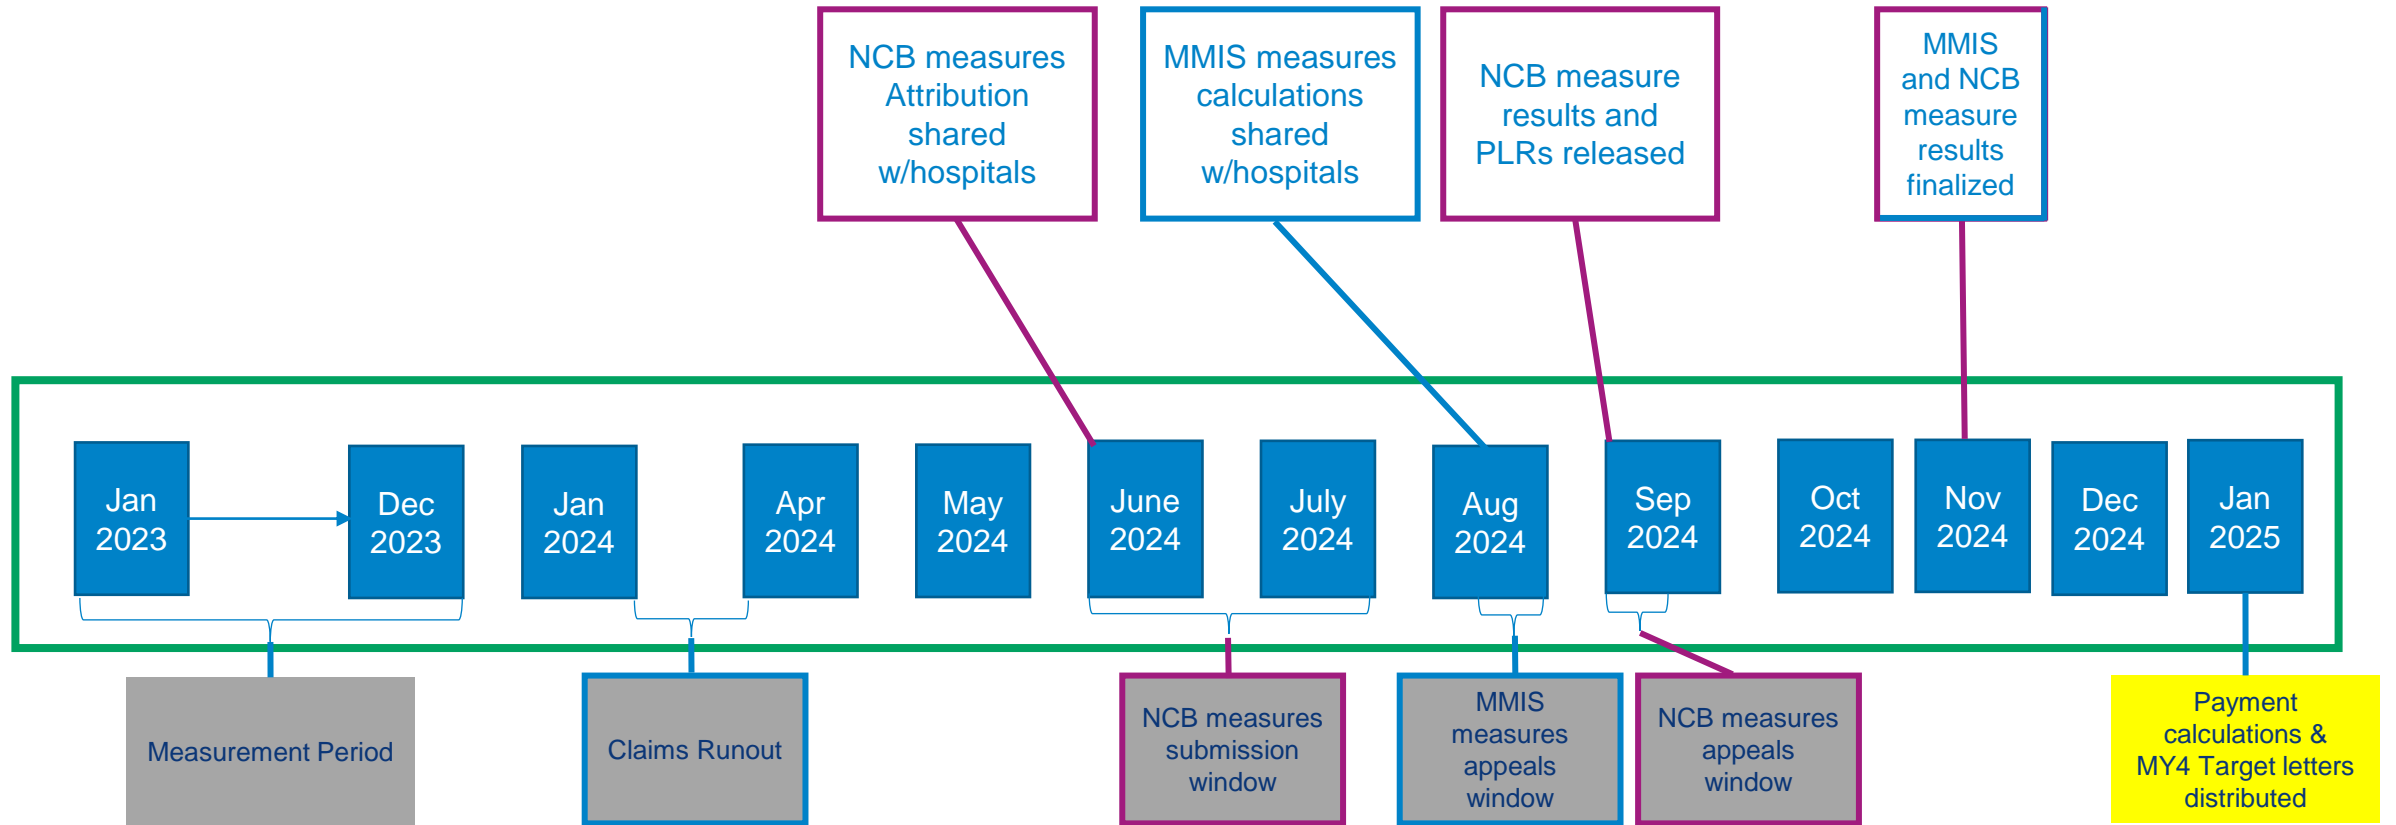 NCB measures
Attribution
shared
w/hospitals
MMIS measures
calculations
shared
w/hospitals
NCB measure
results and
PLRs released
MMIS
and NCB
measure
results
finalized
Jan
2023
Dec
2023
Jan
2024
Apr
2024
May
2024
June
2024
July
2024
Aug
2024
Sep
2024
Oct
2024
Nov
2024
Dec
2024
Jan
2025
Measurement Period
Claims Runout
NCB measures
submission
window
MMIS
measures
appeals
window
NCB measures
appeals
window
Payment
calculations &
MY4 Target letters
distributed